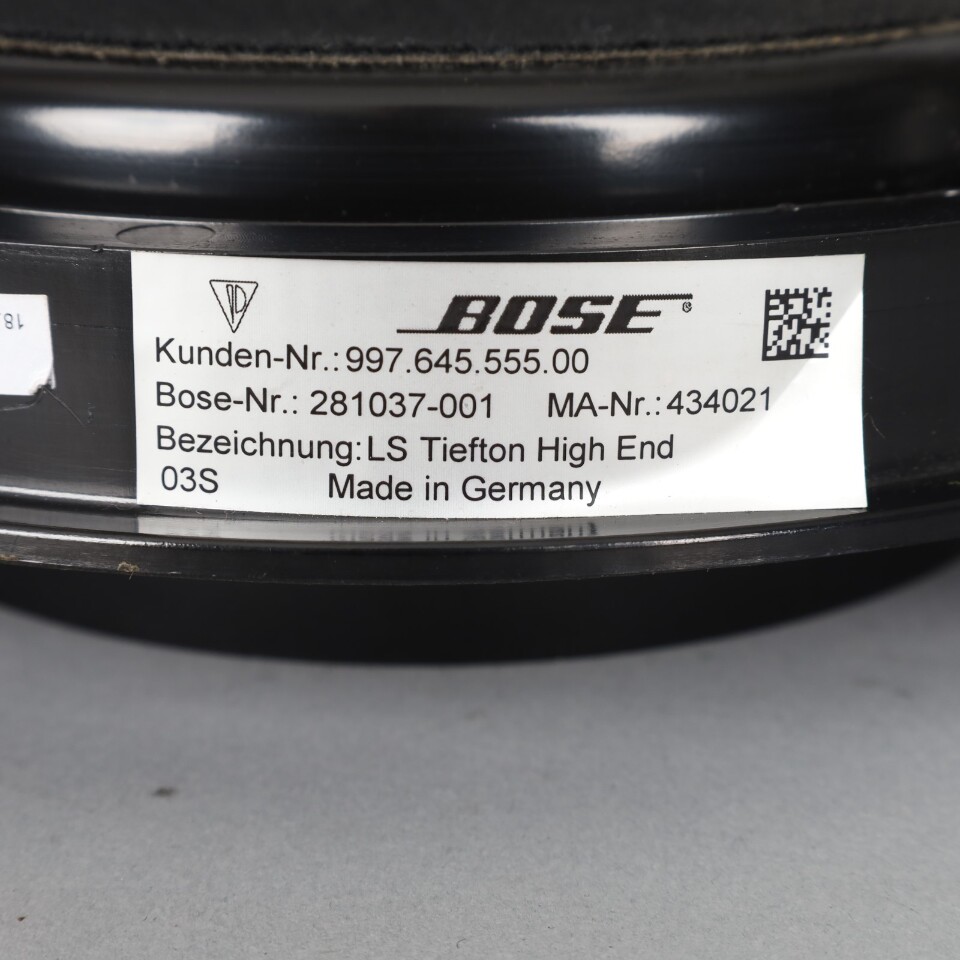 BOSE®
Kunden-Nr.: 997.645.555.00
Bose-Nr.: 281037-001 MA-Nr.: 434021
Bezeichnung: LS Tiefton High End
03S Made in Germany
18.